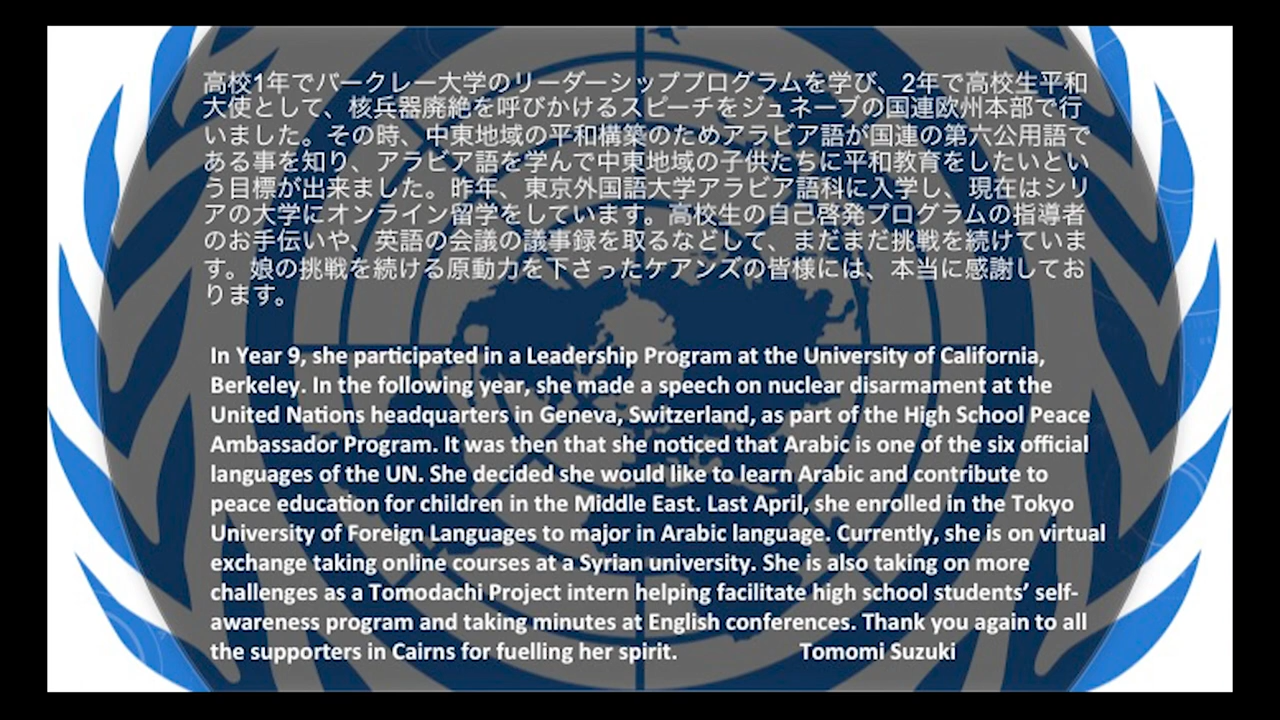 高校1年でバークレー大学のリーダーシッププログラムを学び、2年で高校生平和
大使として、核兵器廃絶を呼びかけるスピーチをジュネーブの国連欧州本部で行
いました。その時、中東地域の平和構築のためアラビア語が国連の第六公用語で
ある事を知り、アラビア語を学んで中東地域の子供たちに平和教育をしたいとい
う目標が出来ました。昨年、東京外国語大学アラビア語科に入学し、現在はシリ
アの大学にオンライン留学をしています。高校生の自己啓発プログラムの指導者
のお手伝いや、英語の会議の議事録を取るなどして、まだまだ挑戦を続けていま
す。娘の挑戦を続ける原動力を下さったケアンズの皆様には、本当に感謝してお
ります。
In Year 9, she participated in a Leadership Program at the University of California,
Berkeley. In the following year, she made a speech on nuclear disarmament at the
United Nations headquarters in Geneva, Switzerland, as part of the High School Peace
Ambassador Program. It was then that she noticed that Arabic is one of the six official
languages of the UN. She decided she would like to learn Arabic and contribute to
peace education for children in the Middle East. Last April, she enrolled in the Tokyo
University of Foreign Languages to major in Arabic language. Currently, she is on virtual
exchange taking online courses at a Syrian university. She is also taking on more
challenges as a Tomodachi Project intern helping facilitate high school students’ self-
awareness program and taking minutes at English conferences. Thank you again to all
the supporters in Cairns for fuelling her spirit. Tomomi Suzuki